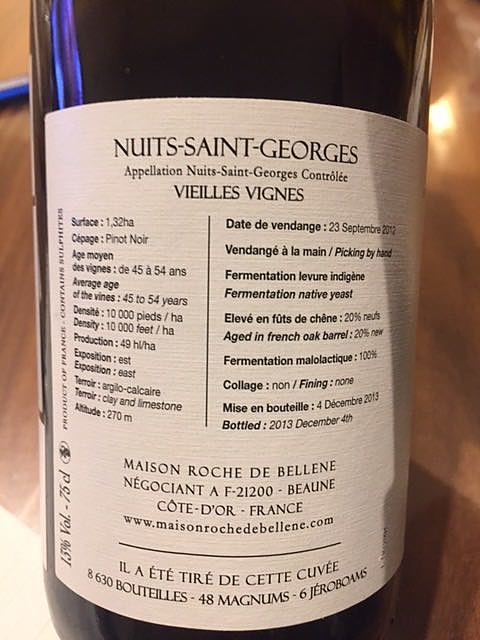 NUITS-SAINT-GEORGES
Appellation Nuits-Saint-Georges Contrôlée
VIEILLES VIGNES
Surface : 1,32ha
Cépage : Pinot Noir
Age moyen
des vignes : de 45 à 54 ans
Average age
of the vines : 45 to 54 years
Densité : 10 000 pieds / ha
Density : 10 000 feet / ha
Production : 49 hl/ha
Exposition : est
Exposition : east
Terroir : argilo-calcaire
Terroir : clay and limestone
Altitude : 270 m
Date de vendange : 23 Septembre 2012
Vendangé à la main / Picking by hand
Fermentation levure indigène
Fermentation native yeast
Elevé en fûts de chêne : 20% neufs
Aged in french oak barrel : 20% new
Fermentation malolactique : 100%
Collage : non / Fining : none
Mise en bouteille : 4 Décembre 2013
Bottled : 2013 December 4th
PRODUCT OF FRANCE - CONTAINS SULPHITES
13% Vol. - 75 cl
MAISON ROCHE DE BELLENE
NÉGOCIANT A F-21200 - BEAUNE
CÔTE-D'OR - FRANCE
www.maisonrochedebellene.com
IL A ÉTÉ TIRÉ DE CETTE CUVÉE
8 630 BOUTEILLES - 48 MAGNUMS - 6 JÉROBOAMS